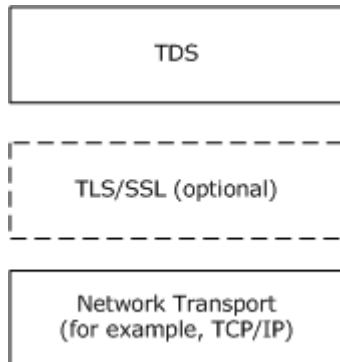 TDS
TLS/SSL (optional)
Network Transport
(for example, TCP/IP)